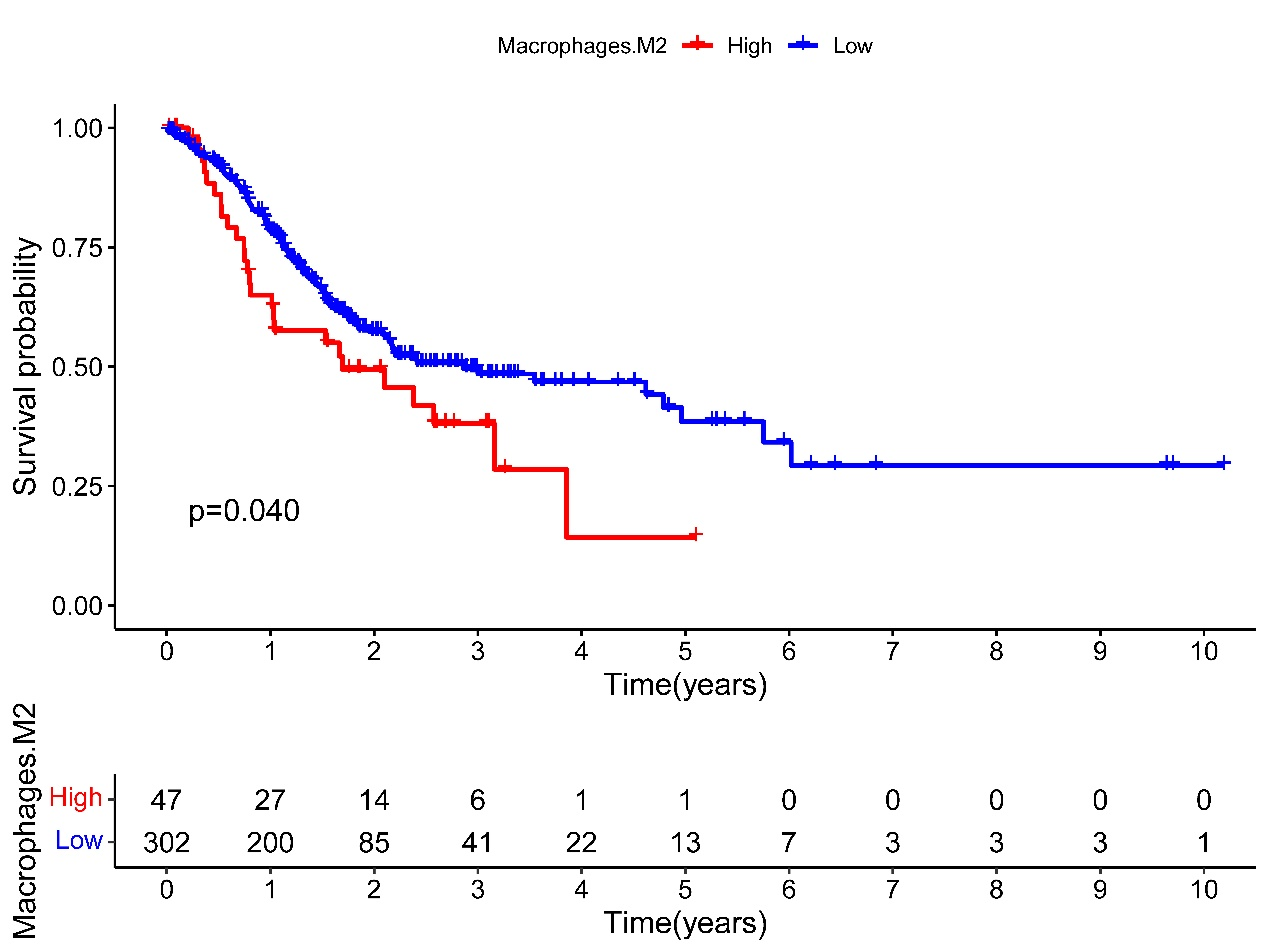 Macrophages.M2 High Low
Survival probability
1.00
0.75
0.50
0.25
0.00
p=0.040
0 1 2 3 4 5 6 7 8 9 10
Time(years)
Macrophages.M2
High 47 27 14 6 1 1 0 0 0 0 0
Low 302 200 85 41 22 13 7 3 3 3 1
0 1 2 3 4 5 6 7 8 9 10
Time(years)